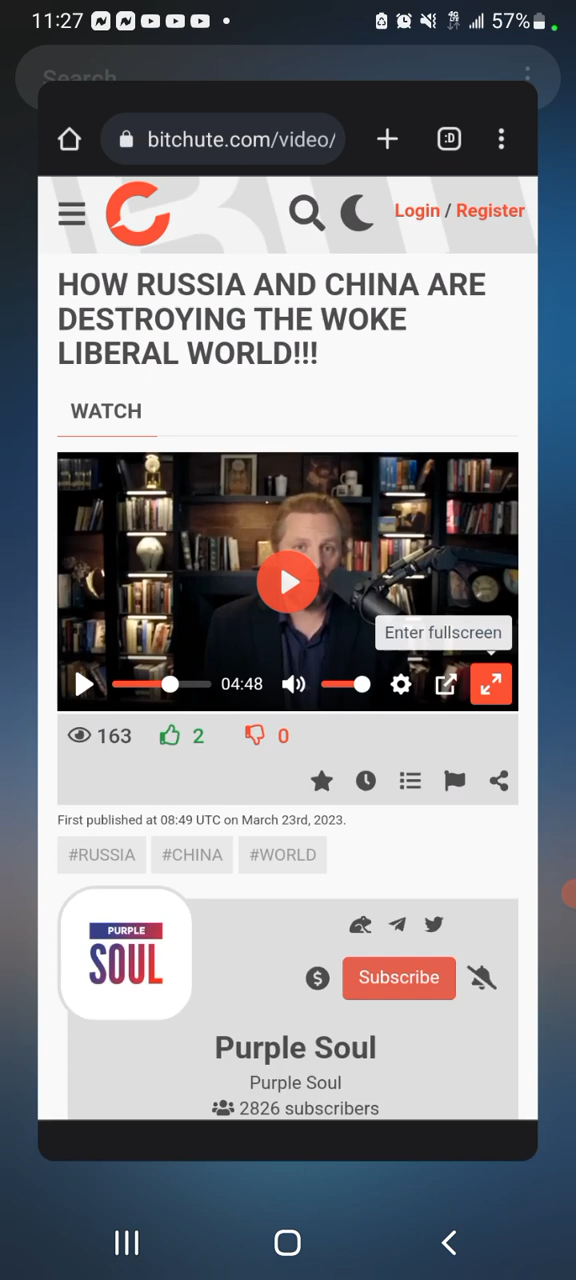 11:27
57%
Search
bitchute.com/video/
:D
Login / Register
HOW RUSSIA AND CHINA ARE
DESTROYING THE WOKE
LIBERAL WORLD!!!
WATCH
Enter fullscreen
04:48
163 2 0
First published at 08:49 UTC on March 23rd, 2023.
#RUSSIA #CHINA #WORLD
PURPLE
SOUL
Subscribe
Purple Soul
Purple Soul
2826 subscribers